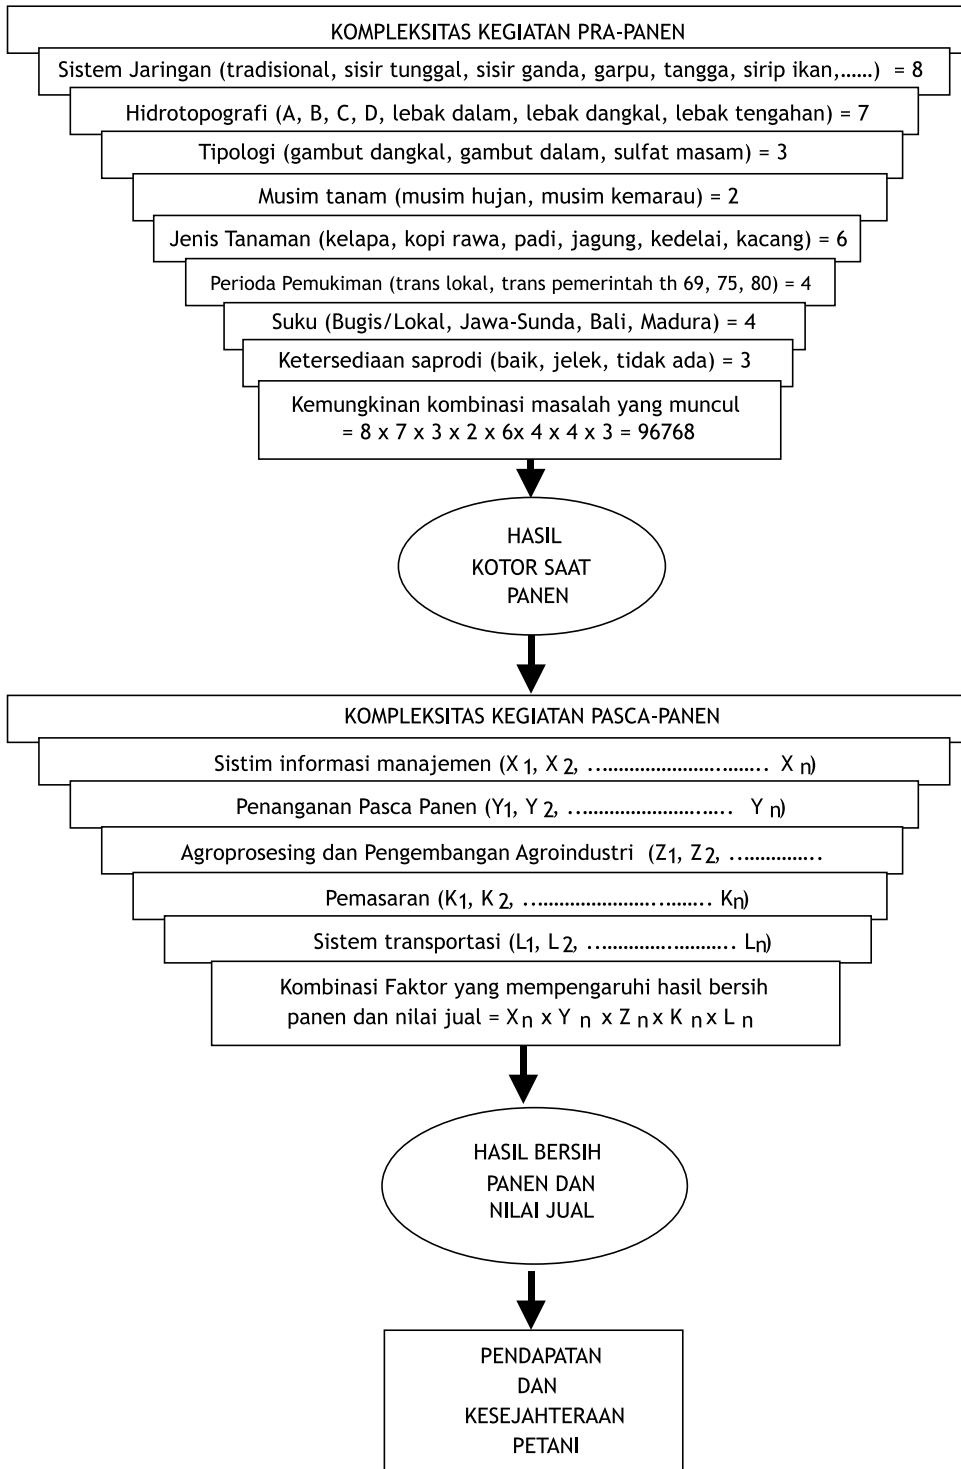 KOMPLEKSITAS KEGIATAN PRA-PANEN
Sistem Jaringan (tradisional, sisir tunggal, sisir ganda, garpu, tangga, sirip ikan,......) = 8
Hidrotopografi (A, B, C, D, lebak dalam, lebak dangkal, lebak tengahan) = 7
Tipologi (gambut dangkal, gambut dalam, sulfat masam) = 3
Musim tanam (musim hujan, musim kemarau) = 2
Jenis Tanaman (kelapa, kopi rawa, padi, jagung, kedelai, kacang) = 6
Perioda Pemukiman (trans lokal, trans pemerintah th 69, 75, 80) = 4
Suku (Bugis/Lokal, Jawa-Sunda, Bali, Madura) = 4
Ketersediaan saprodi (baik, jelek, tidak ada) = 3
Kemungkinan kombinasi masalah yang muncul
= 8 x 7 x 3 x 2 x 6x 4 x 4 x 3 = 96768
HASIL
KOTOR SAAT
PANEN
KOMPLEKSITAS KEGIATAN PASCA-PANEN
Sistim informasi manajemen (X 1, X 2, ................................ X n)
Penanganan Pasca Panen (Y1, Y 2, ............................. Y n)
Agroprosesing dan Pengembangan Agroindustri (Z1, Z 2, ...............
Pemasaran (K1, K 2, ................................. Kn)
Sistem transportasi (L1, L 2, .......................... Ln)
Kombinasi Faktor yang mempengaruhi hasil bersih
panen dan nilai jual = Xn x Y n x Z n x K n x L n
HASIL BERSIH
PANEN DAN
NILAI JUAL
PENDAPATAN
DAN
KESEJAHTERAAN
PETANI